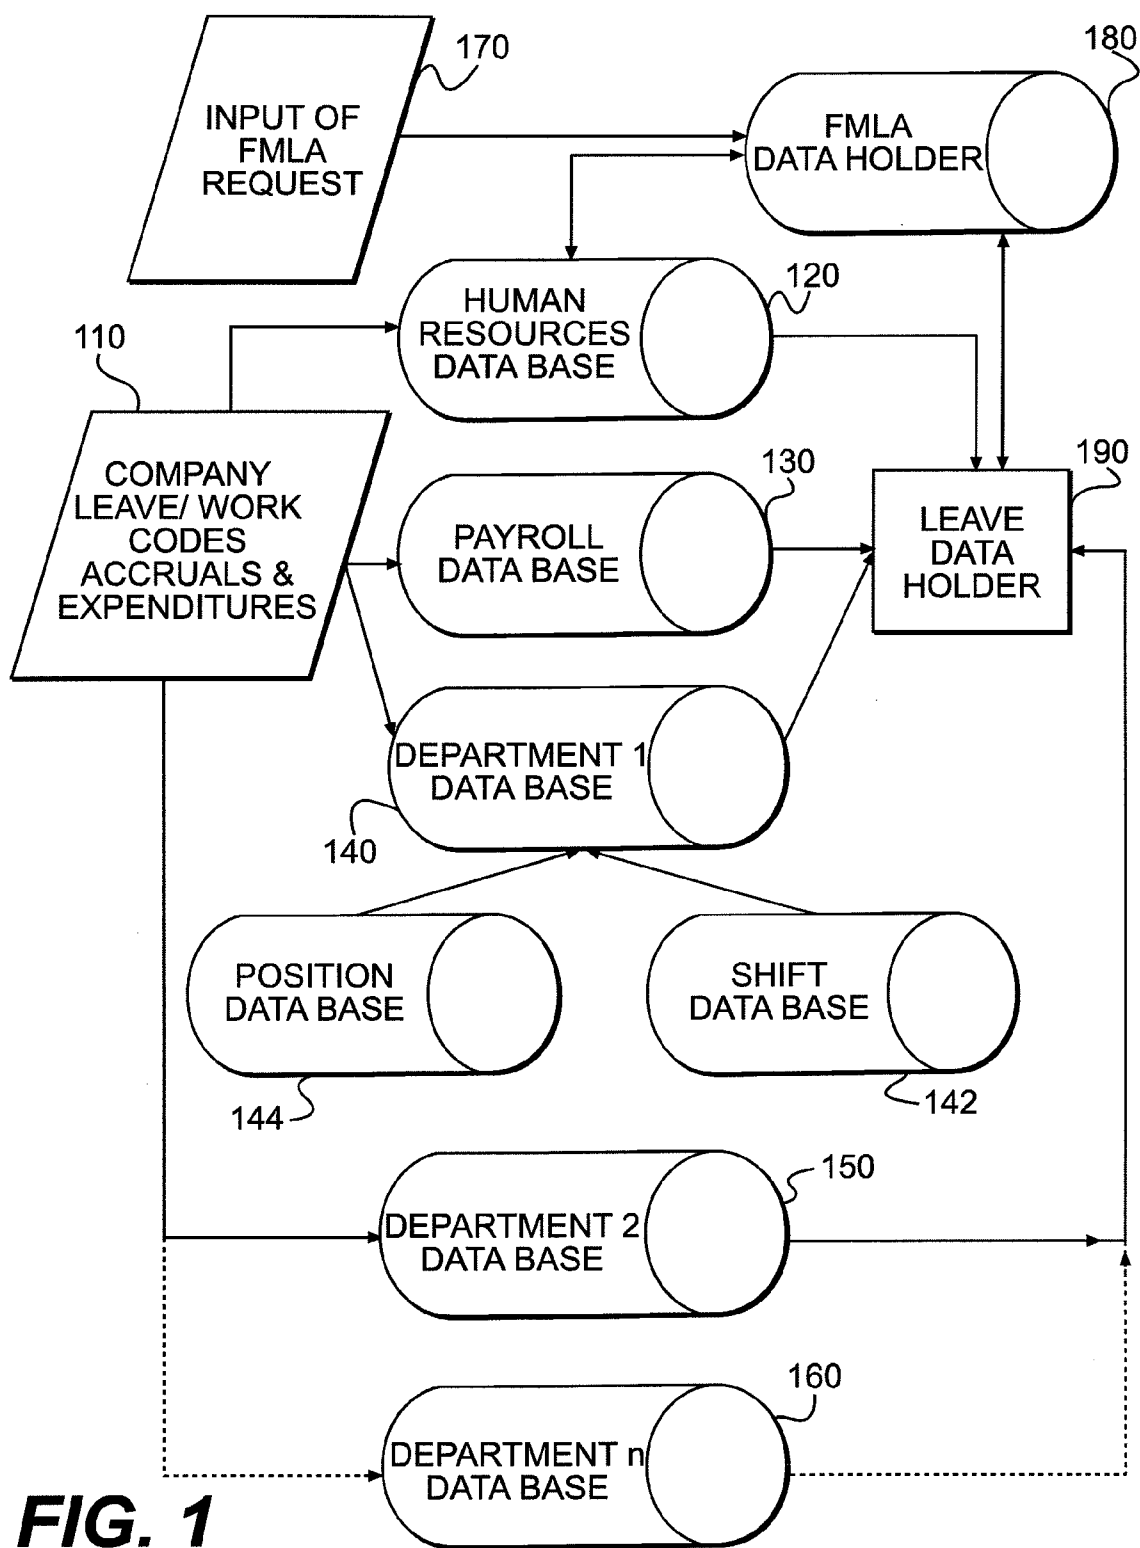 170
INPUT OF
FMLA
REQUEST
180
FMLA
DATA HOLDER
120
HUMAN
RESOURCES
DATA BASE
110
COMPANY
LEAVE/ WORK
CODES
ACCRUALS &
EXPENDITURES
130
PAYROLL
DATA BASE
190
LEAVE
DATA
HOLDER
DEPARTMENT 1
DATA BASE
140
POSITION
DATA BASE
144
SHIFT
DATA BASE
142
150
DEPARTMENT 2
DATA BASE
160
DEPARTMENT n
DATA BASE
FIG. 1